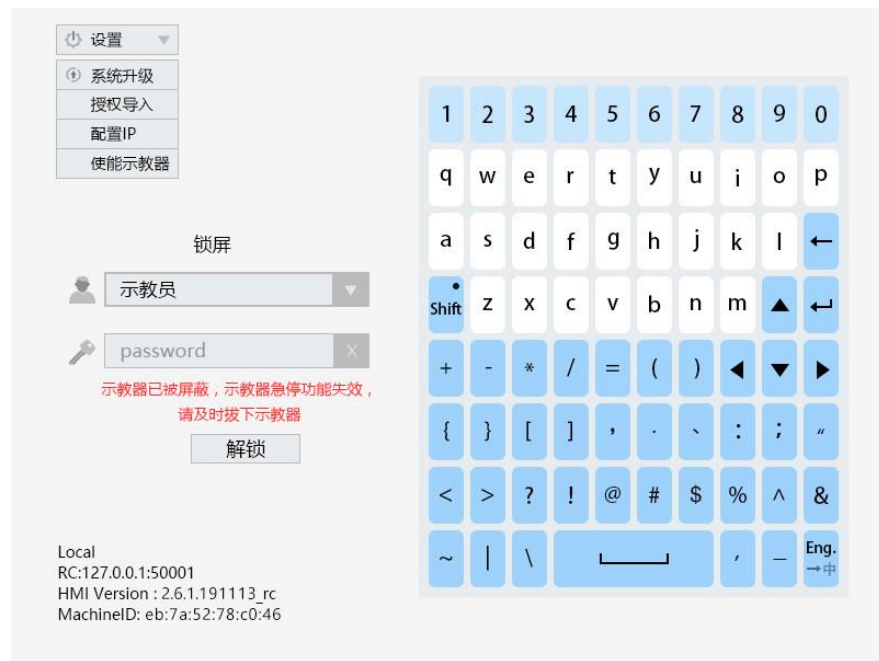 设置
系统升级
授权导入
配置IP
使能示教器
锁屏
示教员
password X
示教器已被屏蔽，示教器急停功能失效，
请及时拔下示教器
解锁
Local
RC:127.0.0.1:50001
HMI Version : 2.6.1.191113_rc
MachineID: eb:7a:52:78:c0:46
1 2 3 4 5 6 7 8 9 0
q w e r t y u i o p
a s d f g h j k l ←
Shift z x c v b n m ▲ ↵
+ - * / = ( ) ◀ ▼ ▶
{ } [ ] , · 、 : ; "
< > ? ! @ # $ % ^ &
~ | \ ′ — Eng.
→中